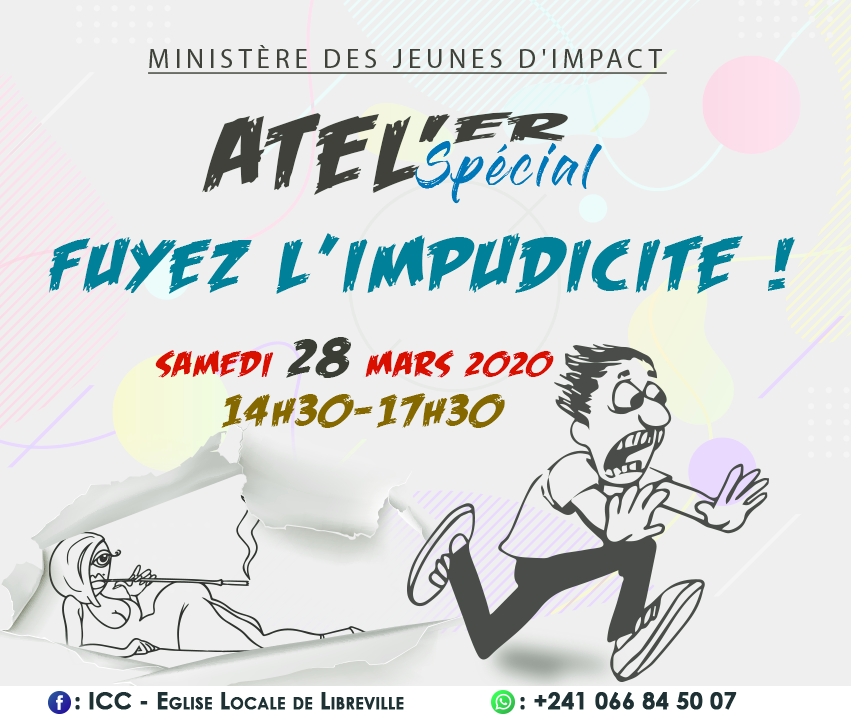 MINISTÈRE DES JEUNES D'IMPACT
ATELIER
Spécial
FUYEZ L'IMPUDICITE !
SAMEDI 28 MARS 2020
14H30-17H30
: ICC - EGLISE LOCALE DE LIBREVILLE
: +241 066 84 50 07